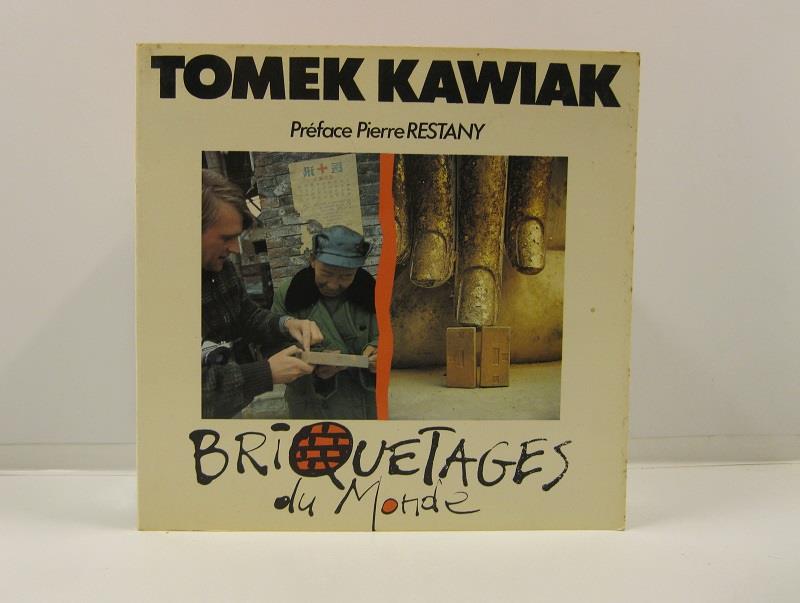 TOMEK KAWIAK
Préface Pierre RESTANY
BRiQUETAGES
du Monde